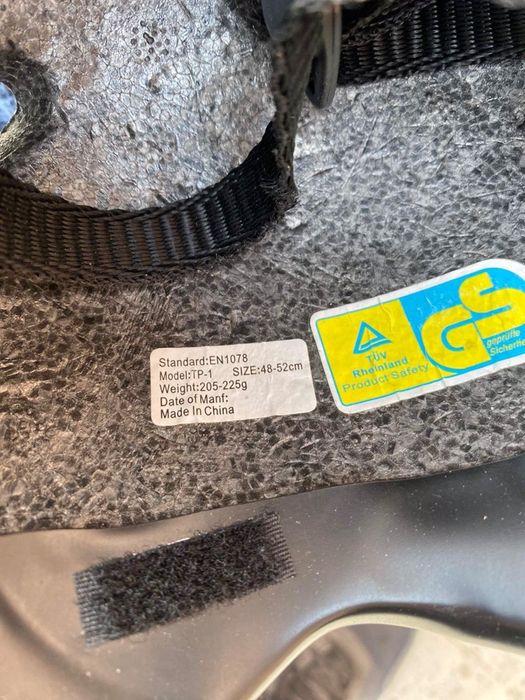 Standard:EN1078
Model:TP-1 SIZE:48-52cm
Weight:205-225g
Date of Manf:
Made In China
TÜV
Rheinland
Product Safety
GS
geprüfte